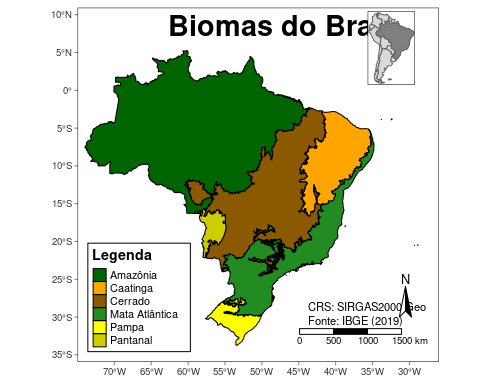 Biomas do Bra
10°N
5°N
0°
5°S
10°S
15°S
20°S
25°S
30°S
35°S
Legenda
Amazônia
Caatinga
Cerrado
Mata Atlântica
Pampa
Pantanal
N
CRS: SIRGAS2000 Geo
Fonte: IBGE (2019)
0 500 1000 1500 km
70°W 65°W 60°W 55°W 50°W 45°W 40°W 35°W 30°W